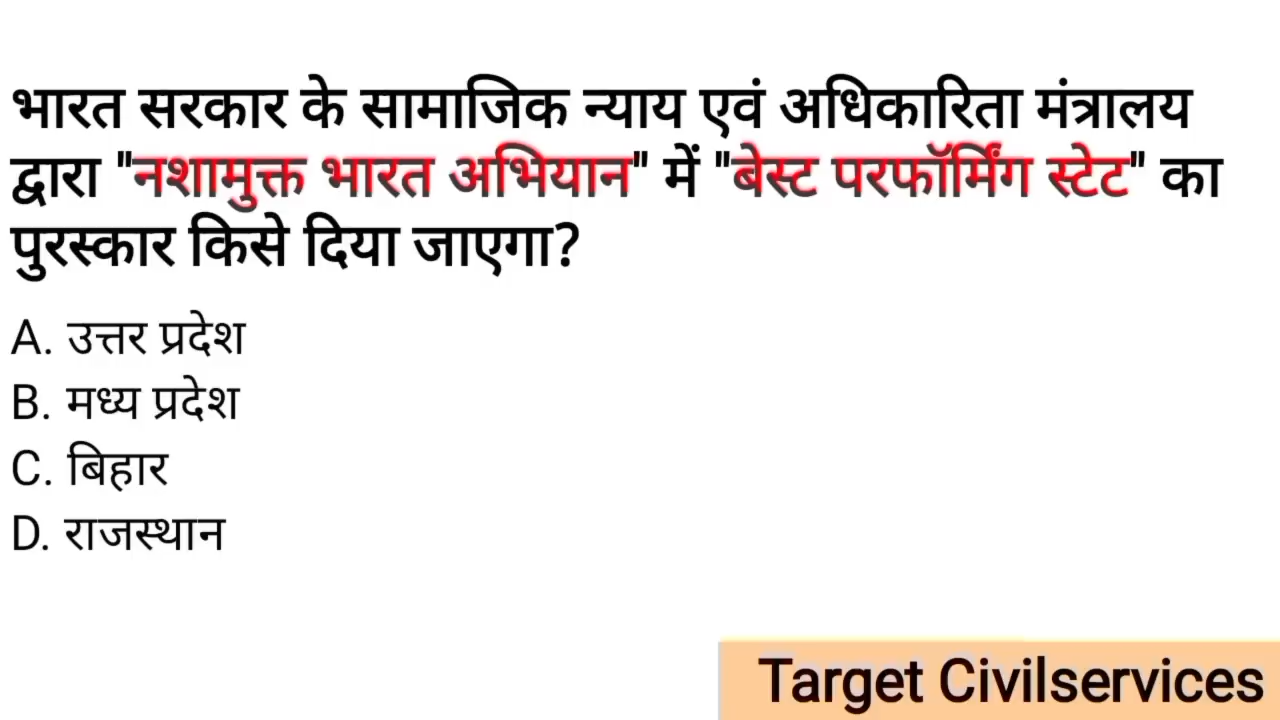 भारत सरकार के सामाजिक न्याय एवं अधिकारिता मंत्रालय
द्वारा "नशामुक्त भारत अभियान" में "बेस्ट परफॉर्मिंग स्टेट" का
पुरस्कार किसे दिया जाएगा?
A. उत्तर प्रदेश
B. मध्य प्रदेश
C. बिहार
D. राजस्थान
Target Civilservices